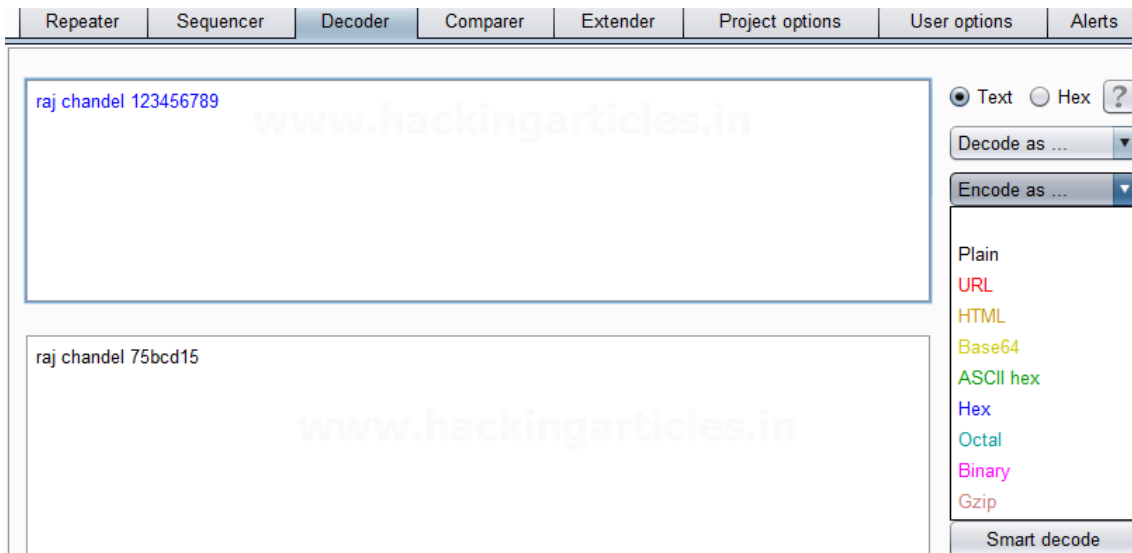 Repeater Sequencer Decoder Comparer Extender Project options User options Alerts
raj chandel 123456789
www.hackingarticles.in
Text Hex ?
Decode as ...
Encode as ...
Plain
URL
HTML
Base64
ASCII hex
Hex
Octal
Binary
Gzip
Smart decode
raj chandel 75bcd15
www.hackingarticles.in